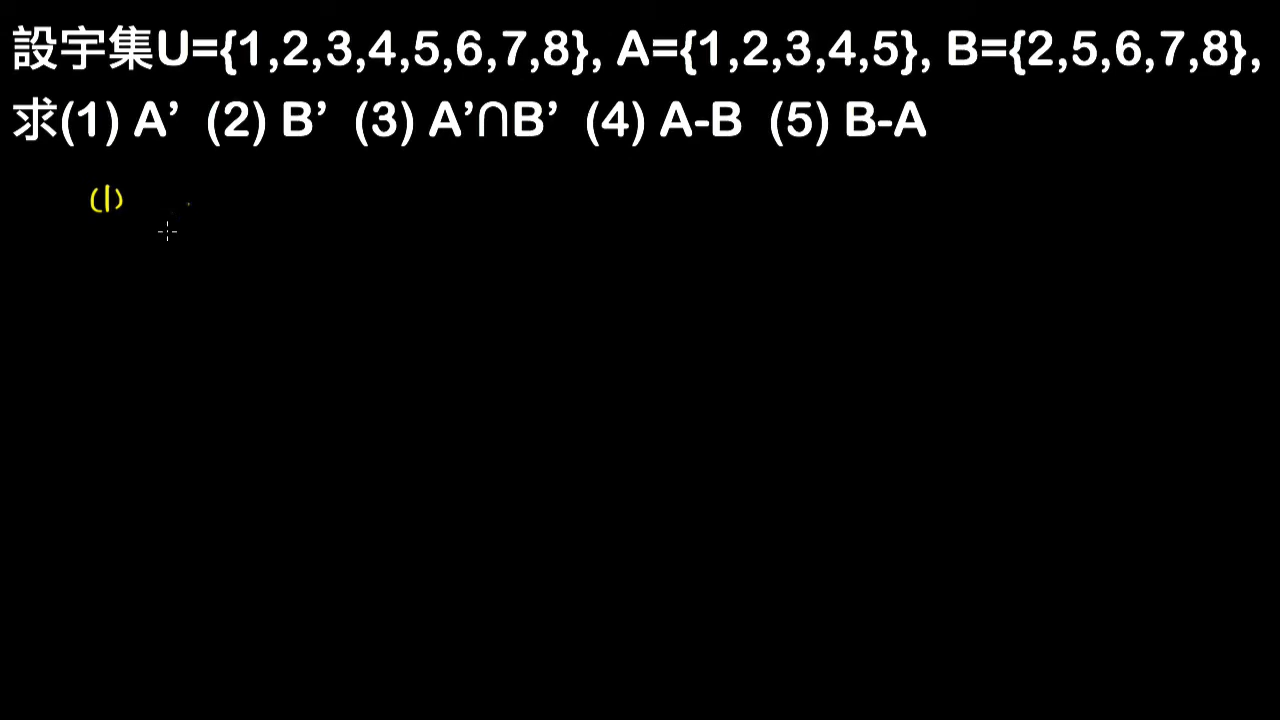 設宇集U={1,2,3,4,5,6,7,8}, A={1,2,3,4,5}, B={2,5,6,7,8},
求(1) A’ (2) B’ (3) A’∩B’ (4) A-B (5) B-A
(1)